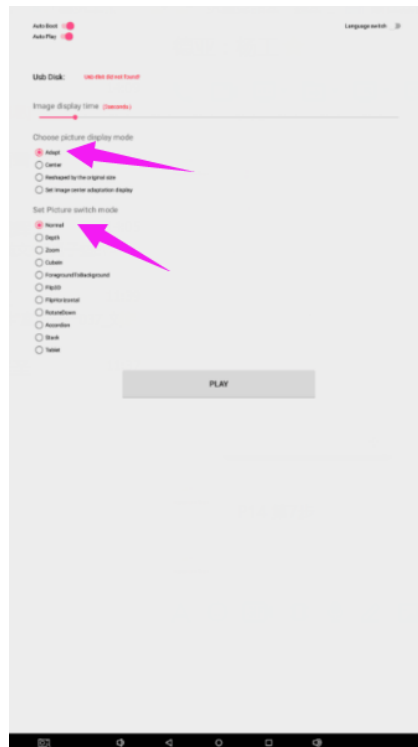 Auto Boot
Language switch
Auto Play
Usb Disk: Usb disk did not found!
Image display time (5seconds)
Choose picture display mode
Adapt
Center
Reshaped by the original size
Set image center adaptation display
Set Picture switch mode
Normal
Depth
Zoom
CubeIn
ForegroundToBackground
Flip3D
FlipHorizontal
RotateDown
Accordion
Stack
Tablet
PLAY